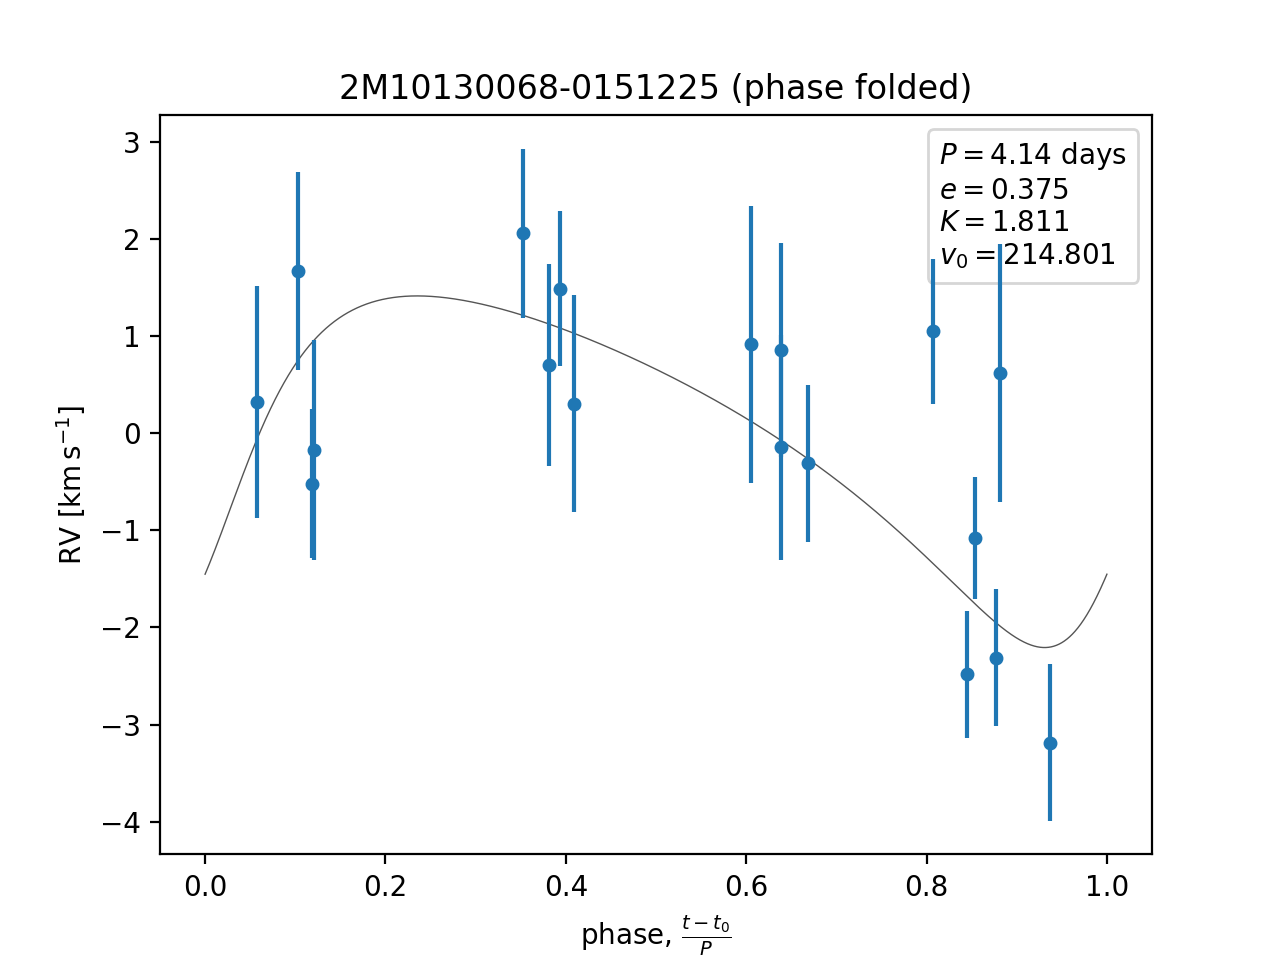 2M10130068-0151225 (phase folded)
P = 4.14 days
e = 0.375
K = 1.811
v₀ = 214.801
3
2
1
0
−1
−2
−3
−4
RV [km s⁻¹]
0.0 0.2 0.4 0.6 0.8 1.0
phase, (t − t₀)/P